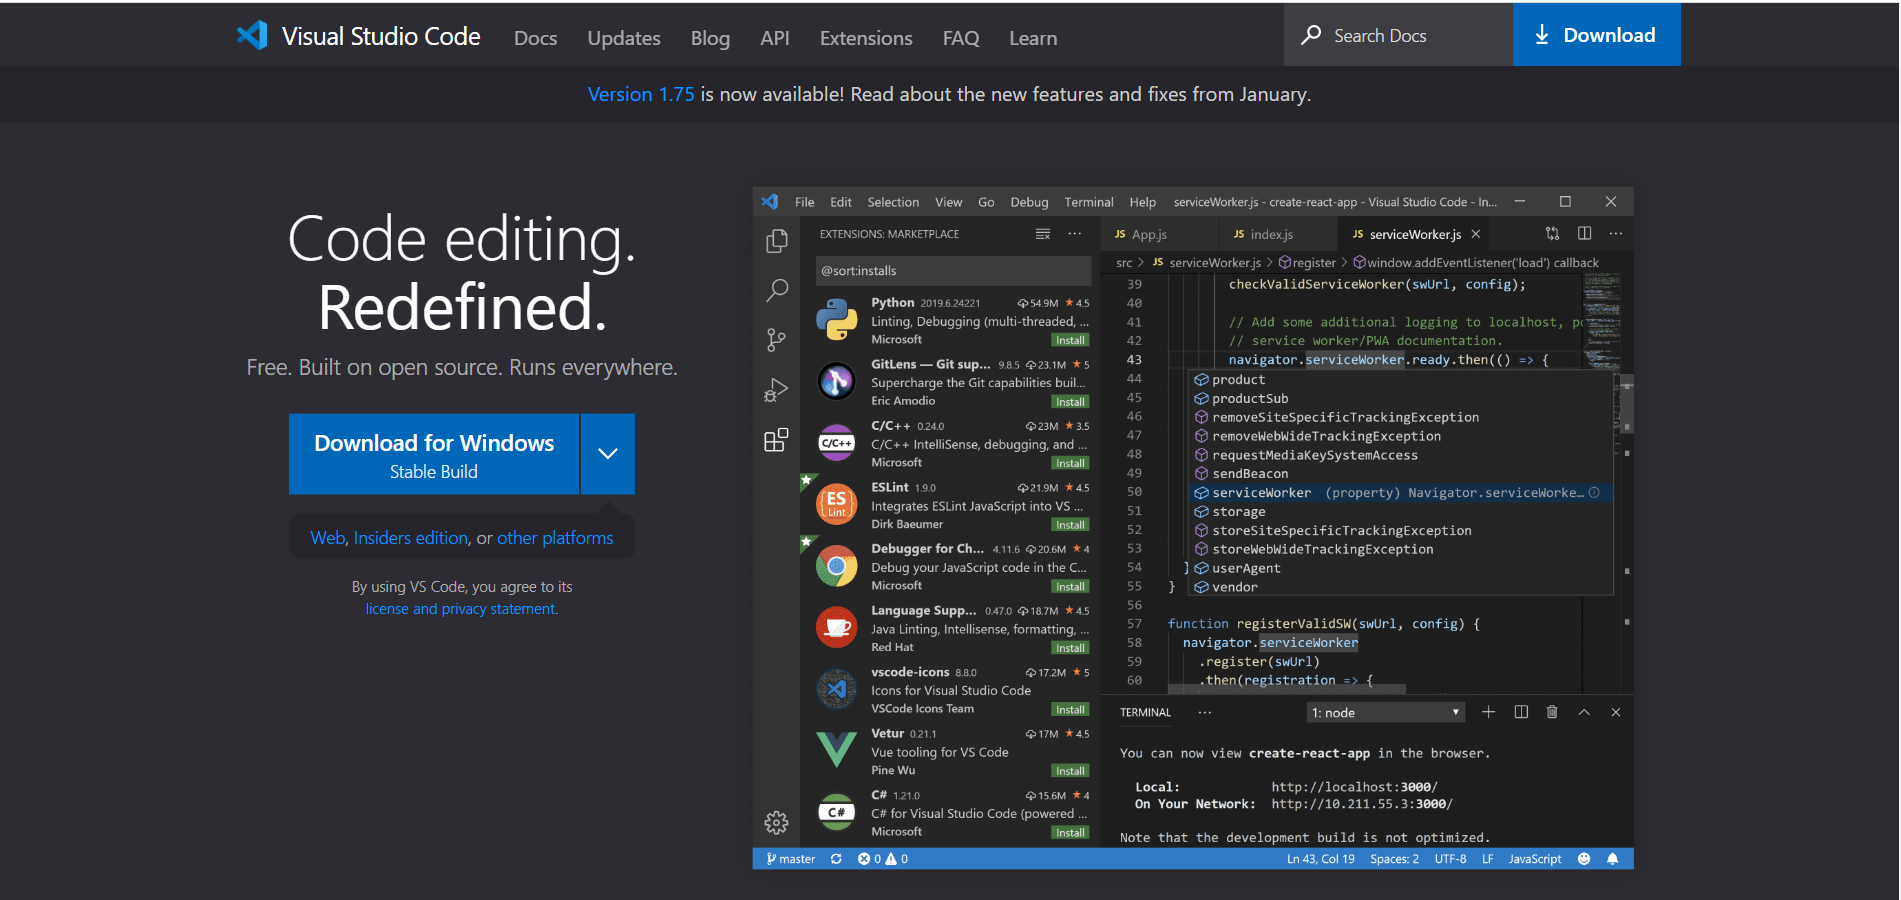 Visual Studio Code Docs Updates Blog API Extensions FAQ Learn Search Docs Download
Version 1.75 is now available! Read about the new features and fixes from January.
Code editing.
Redefined.
Free. Built on open source. Runs everywhere.
Download for Windows
Stable Build
Web, Insiders edition, or other platforms
By using VS Code, you agree to its
license and privacy statement.
File Edit Selection View Go Debug Terminal Help serviceWorker.js - create-react-app - Visual Studio Code - In...
EXTENSIONS: MARKETPLACE ...
@sort:installs
Python 2019.6.24221 54.9M ★ 4.5
Linting, Debugging (multi-threaded, ...
Microsoft Install
GitLens — Git sup... 9.8.5 23.1M ★ 5
Supercharge the Git capabilities buil...
Eric Amodio Install
C/C++
C/C++ 0.24.0 23M ★ 3.5
C/C++ IntelliSense, debugging, and ...
Microsoft Install
ES
Lint
ESLint 1.9.0 21.9M ★ 4.5
Integrates ESLint JavaScript into VS ...
Dirk Baeumer Install
Debugger for Ch... 4.11.6 20.6M ★ 4
Debug your JavaScript code in the C...
Microsoft Install
Language Supp... 0.47.0 18.7M ★ 4.5
Java Linting, Intellisense, formatting, ...
Red Hat Install
vscode-icons 8.8.0 17.2M ★ 5
Icons for Visual Studio Code
VSCode Icons Team Install
Vetur 0.21.1 17M ★ 4.5
Vue tooling for VS Code
Pine Wu Install
C#
C# 1.21.0 15.6M ★ 4
C# for Visual Studio Code (powered ...
Microsoft Install
JS App.js JS index.js JS serviceWorker.js ...
src > JS serviceWorker.js > register > window.addEventListener('load') callback
39 checkValidServiceWorker(swUrl, config);
40
41 // Add some additional logging to localhost, p
42 // service worker/PWA documentation.
43 navigator.serviceWorker.ready.then(() => {
44 product
45 productSub
46 removeSiteSpecificTrackingException
47 removeWebWideTrackingException
48 requestMediaKeySystemAccess
49 sendBeacon
50 serviceWorker (property) Navigator.serviceWorke...
51 storage
52 storeSiteSpecificTrackingException
53 storeWebWideTrackingException
54 } userAgent
55 } vendor
56
57 function registerValidSW(swUrl, config) {
58 navigator.serviceWorker
59 .register(swUrl)
60 .then(registration => {
TERMINAL ... 1: node
You can now view create-react-app in the browser.
Local: http://localhost:3000/
On Your Network: http://10.211.55.3:3000/
Note that the development build is not optimized.
master 0 0 Ln 43, Col 19 Spaces: 2 UTF-8 LF JavaScript